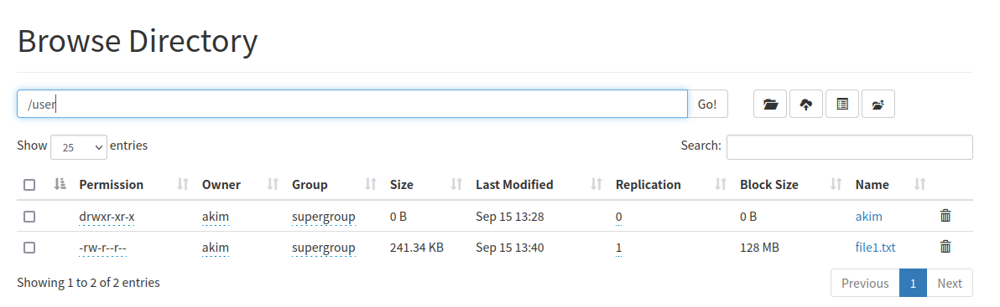 Browse Directory
/user Go!
Show 25 entries Search:
Permission Owner Group Size Last Modified Replication Block Size Name
drwxr-xr-x akim supergroup 0 B Sep 15 13:28 0 0 B akim
-rw-r--r-- akim supergroup 241.34 KB Sep 15 13:40 1 128 MB file1.txt
Showing 1 to 2 of 2 entries Previous 1 Next